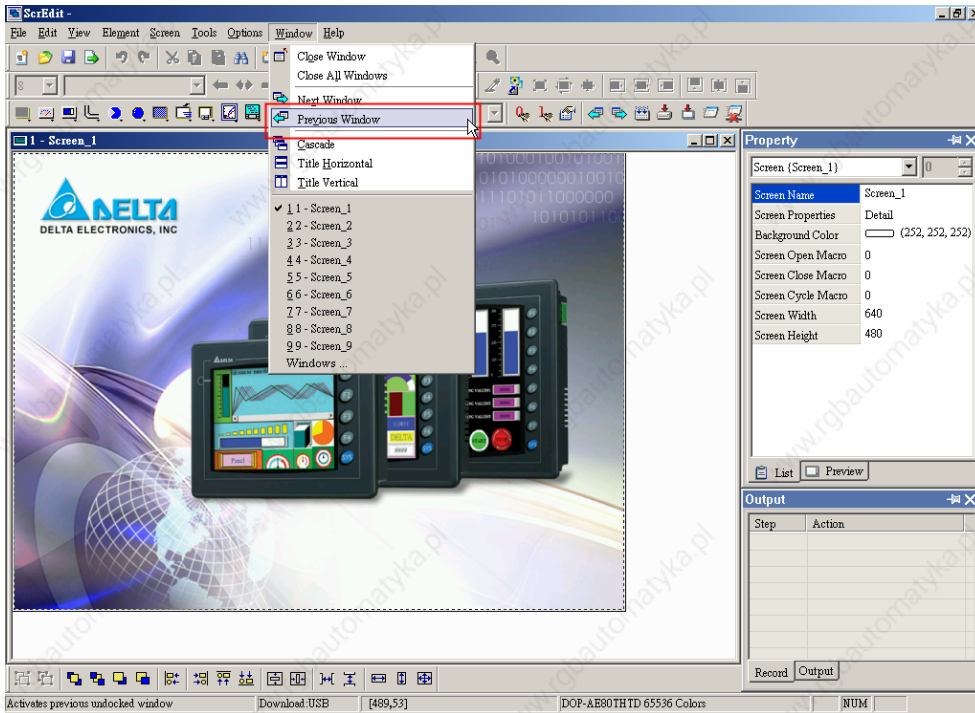 ScrEdit -
File Edit View Element Screen Tools Options Window Help
8
Close Window
Close All Windows
Next Window
Previous Window
Cascade
Title Horizontal
Title Vertical
1 1 - Screen_1
2 2 - Screen_2
3 3 - Screen_3
4 4 - Screen_4
5 5 - Screen_5
6 6 - Screen_6
7 7 - Screen_7
8 8 - Screen_8
9 9 - Screen_9
Windows ...
1 - Screen_1
DELTA
DELTA ELECTRONICS, INC
Property
Screen {Screen_1}
0
Screen Name Screen_1
Screen Properties Detail
Background Color (252, 252, 252)
Screen Open Macro 0
Screen Close Macro 0
Screen Cycle Macro 0
Screen Width 640
Screen Height 480
List Preview
Output
Step Action
Record Output
Activates previous undocked window Download:USB [489,53] DOP-AE80THTD 65536 Colors NUM
www.rgbautomatyka.pl